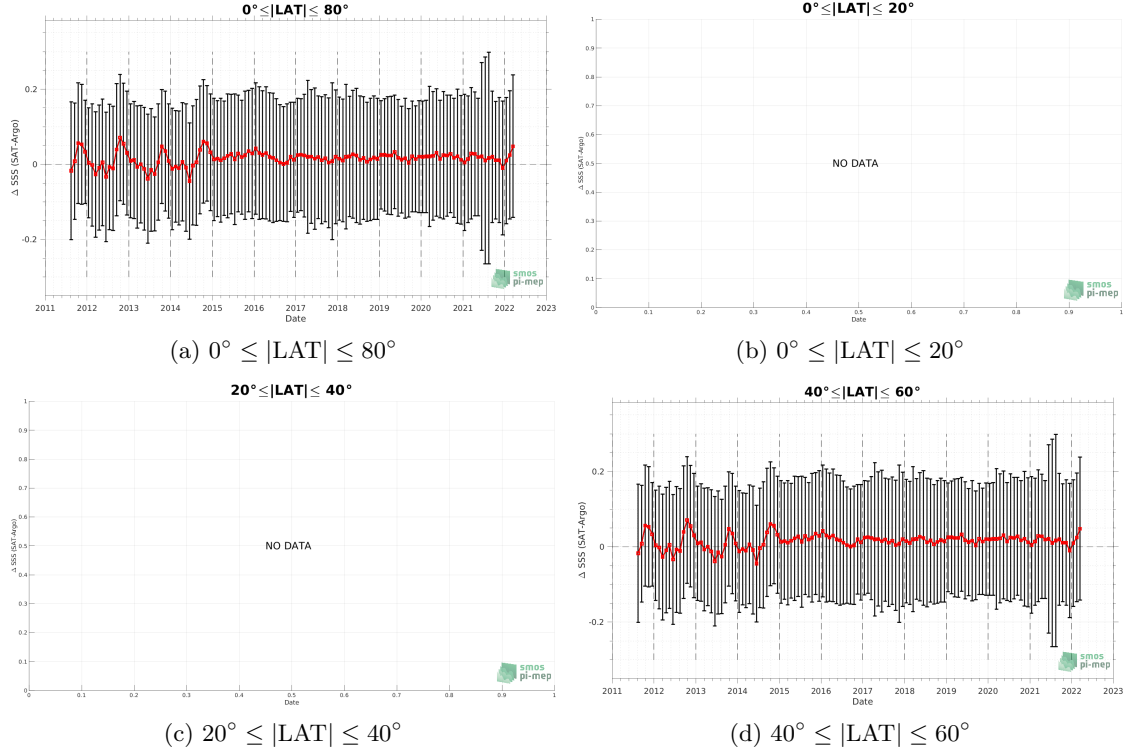 0°≤|LAT|≤ 80°
Δ SSS (SAT-Argo)
0.2
0
-0.2
smos
pi-mep
2011 2012 2013 2014 2015 2016 2017 2018 2019 2020 2021 2022 2023
Date
(a) 0° ≤ |LAT| ≤ 80°
0°≤|LAT|≤ 20°
Δ SSS (SAT-Argo)
1
0.9
0.8
0.7
0.6
0.5
0.4
0.3
0.2
0.1
0
NO DATA
smos
pi-mep
0 0.1 0.2 0.3 0.4 0.5 0.6 0.7 0.8 0.9 1
Date
(b) 0° ≤ |LAT| ≤ 20°
20°≤|LAT|≤ 40°
Δ SSS (SAT-Argo)
1
0.9
0.8
0.7
0.6
0.5
0.4
0.3
0.2
0.1
0
NO DATA
smos
pi-mep
0 0.1 0.2 0.3 0.4 0.5 0.6 0.7 0.8 0.9 1
Date
(c) 20° ≤ |LAT| ≤ 40°
40°≤|LAT|≤ 60°
Δ SSS (SAT-Argo)
0.2
0
-0.2
smos
pi-mep
2011 2012 2013 2014 2015 2016 2017 2018 2019 2020 2021 2022 2023
Date
(d) 40° ≤ |LAT| ≤ 60°